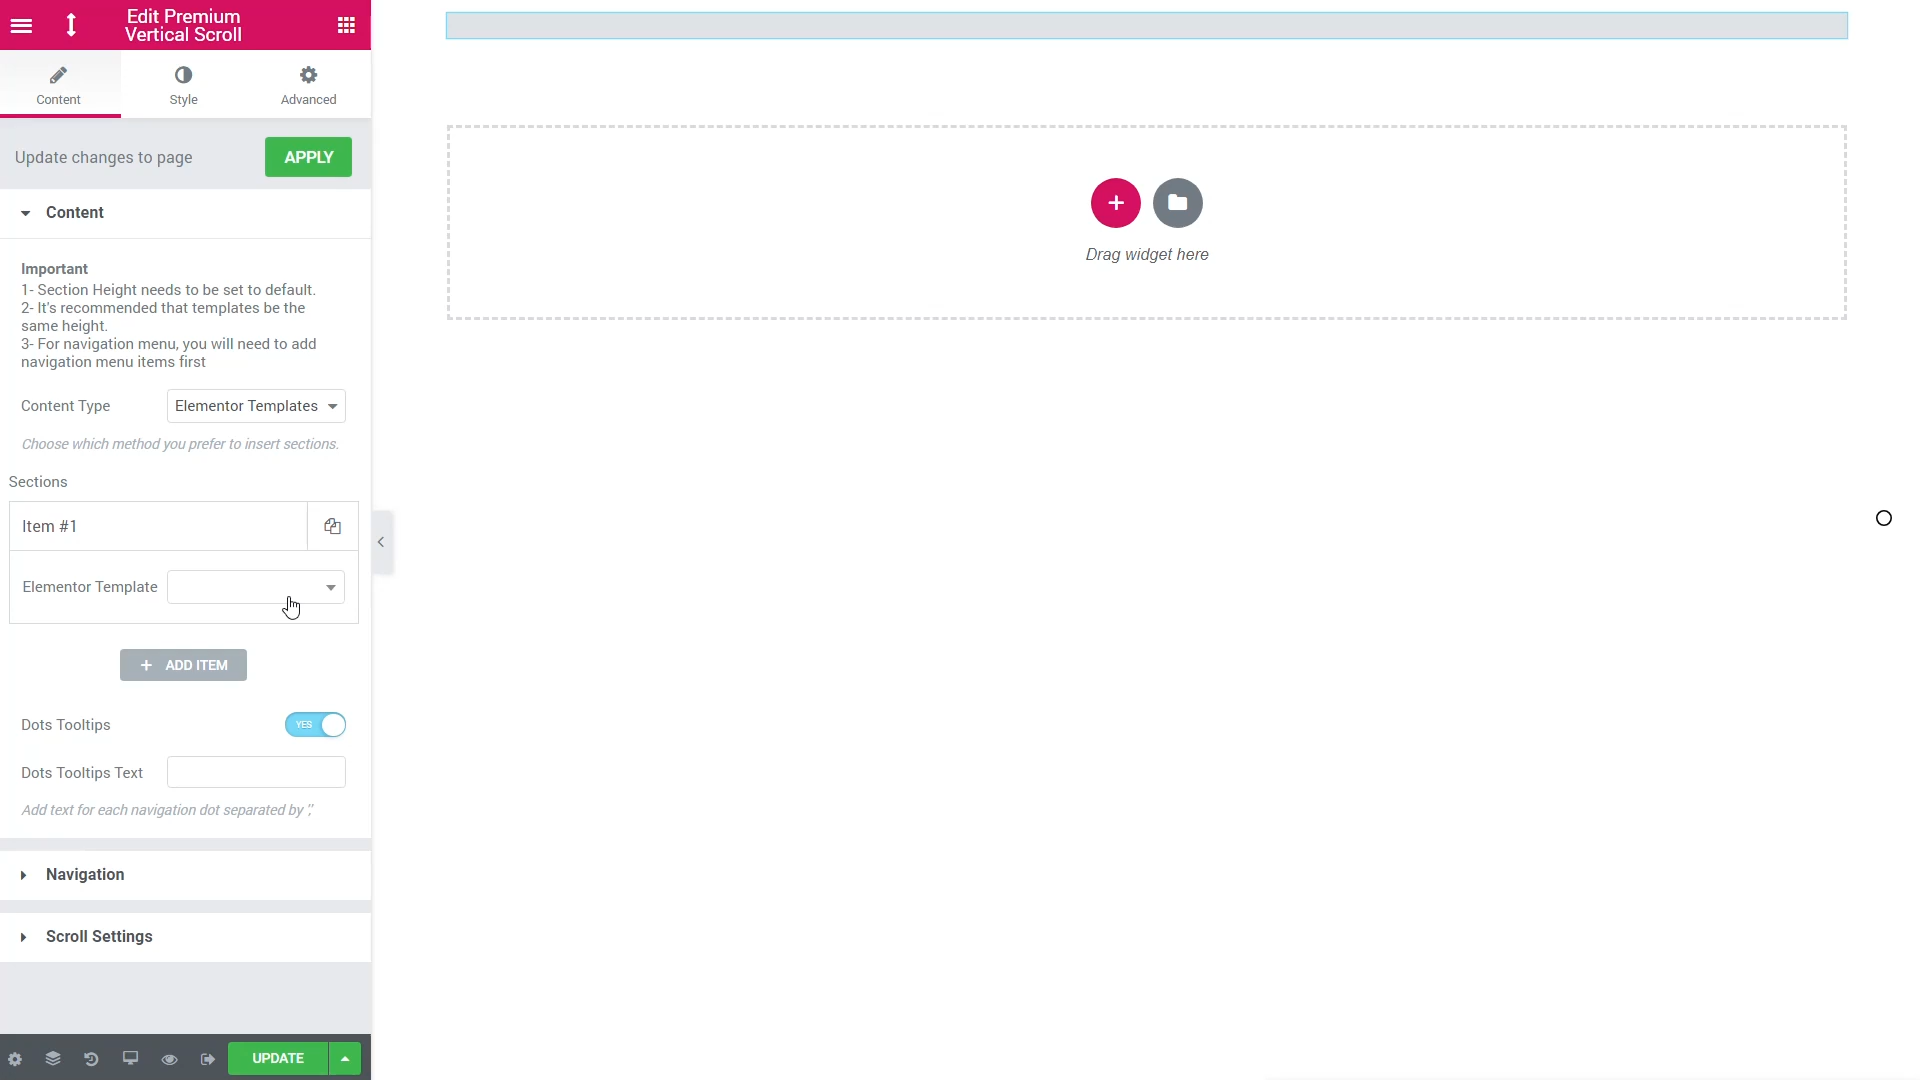 Edit Premium
Vertical Scroll
Content
Style
Advanced
Update changes to page
APPLY
Content
Important
1- Section Height needs to be set to default.
2- It's recommended that templates be the
same height.
3- For navigation menu, you will need to add
navigation menu items first
Content Type
Elementor Templates
Choose which method you prefer to insert sections.
Sections
Item #1
Elementor Template
ADD ITEM
Dots Tooltips
YES
Dots Tooltips Text
Add text for each navigation dot separated by ','
Navigation
Scroll Settings
UPDATE
Drag widget here